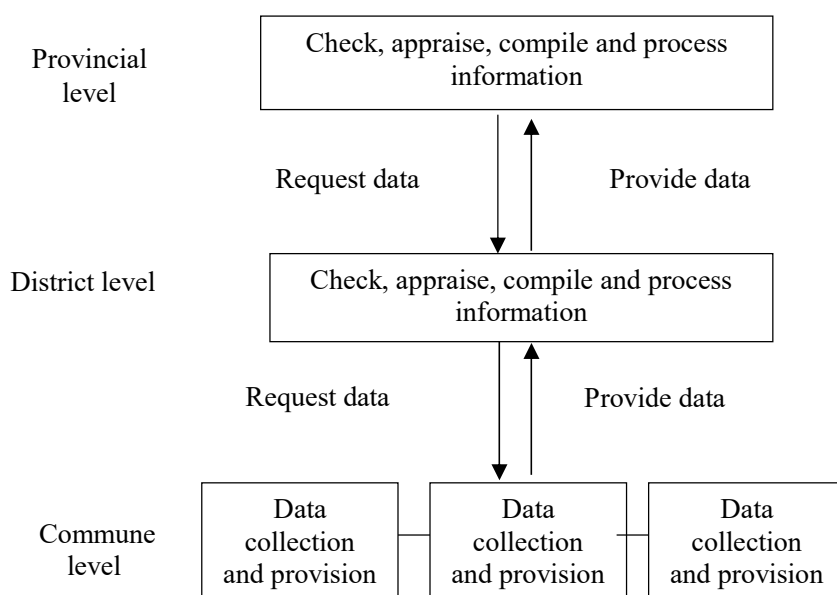 Provincial
level
Check, appraise, compile and process
information
Request data
Provide data
District level
Check, appraise, compile and process
information
Request data
Provide data
Commune
level
Data
collection
and provision
Data
collection
and provision
Data
collection
and provision